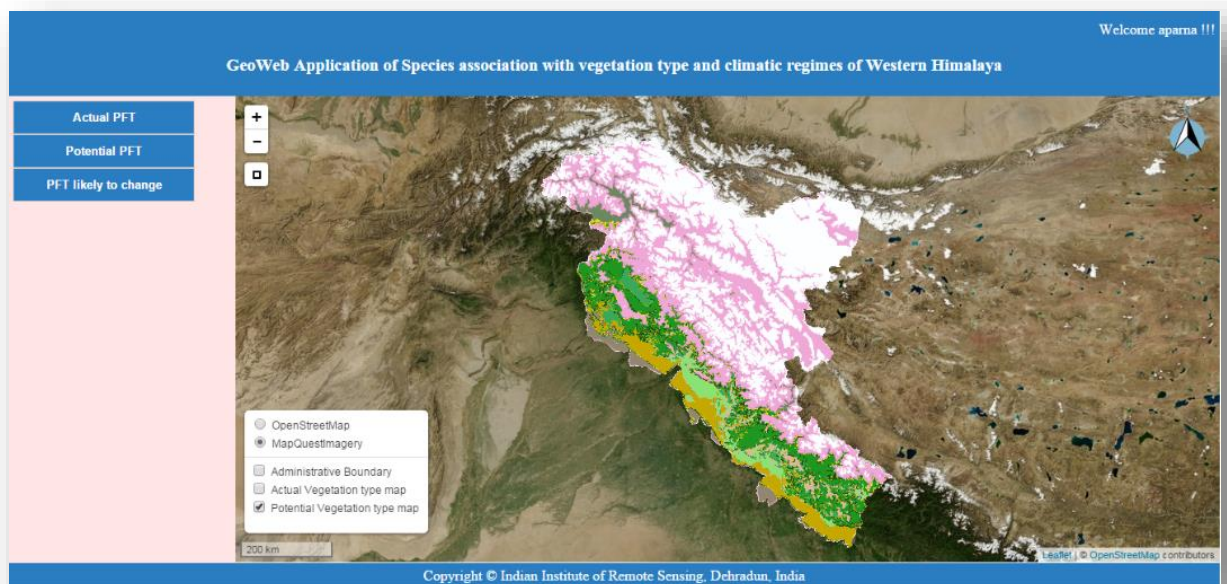 Welcome aparna !!!
GeoWeb Application of Species association with vegetation type and climatic regimes of Western Himalaya
Actual PFT
Potential PFT
PFT likely to change
+
−
OpenStreetMap
MapQuestImagery
Administrative Boundary
Actual Vegetation type map
Potential Vegetation type map
200 km
Leaflet | © OpenStreetMap contributors
Copyright © Indian Institute of Remote Sensing, Dehradun, India